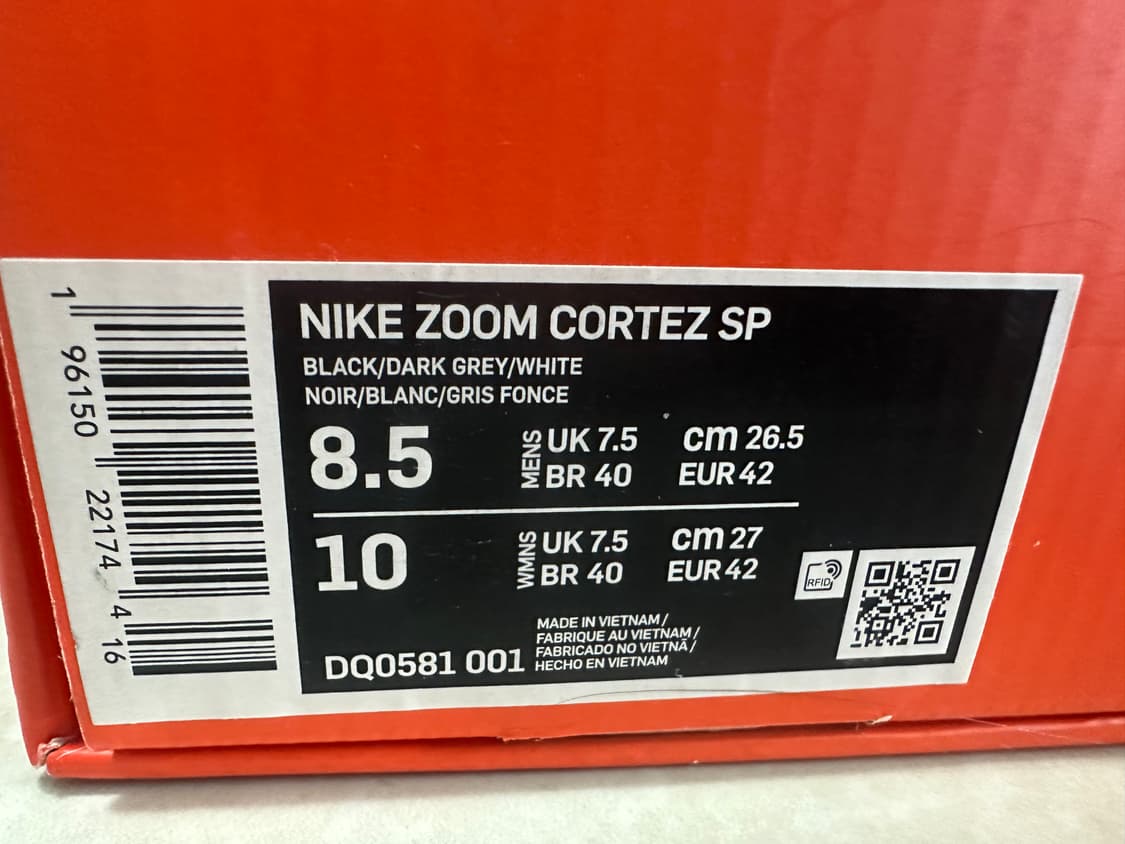 1 96150 22174 4 16
NIKE ZOOM CORTEZ SP
BLACK/DARK GREY/WHITE
NOIR/BLANC/GRIS FONCE
8.5 MENS UK 7.5 cm 26.5
BR 40 EUR 42
10 WMNS UK 7.5 cm 27
BR 40 EUR 42
RFID
MADE IN VIETNAM /
FABRIQUE AU VIETNAM /
FABRICADO NO VIETNÃ /
DQ0581 001 HECHO EN VIETNAM